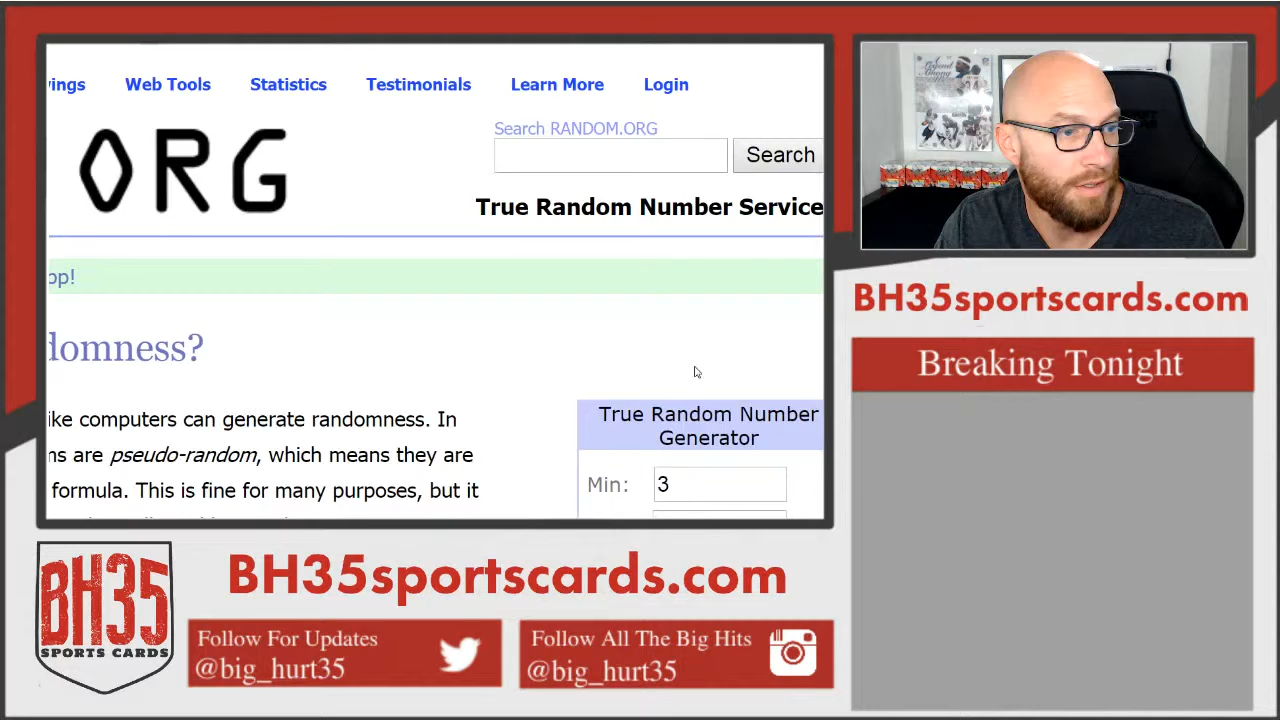 vings Web Tools Statistics Testimonials Learn More Login
ORG
Search RANDOM.ORG
Search
True Random Number Service
op!
domness?
ike computers can generate randomness. In
ns are pseudo-random, which means they are
formula. This is fine for many purposes, but it
True Random Number
Generator
Min: 3
BH35sportscards.com
Breaking Tonight
BH35
SPORTS CARDS
BH35sportscards.com
Follow For Updates
@big_hurt35
Follow All The Big Hits
@big_hurt35